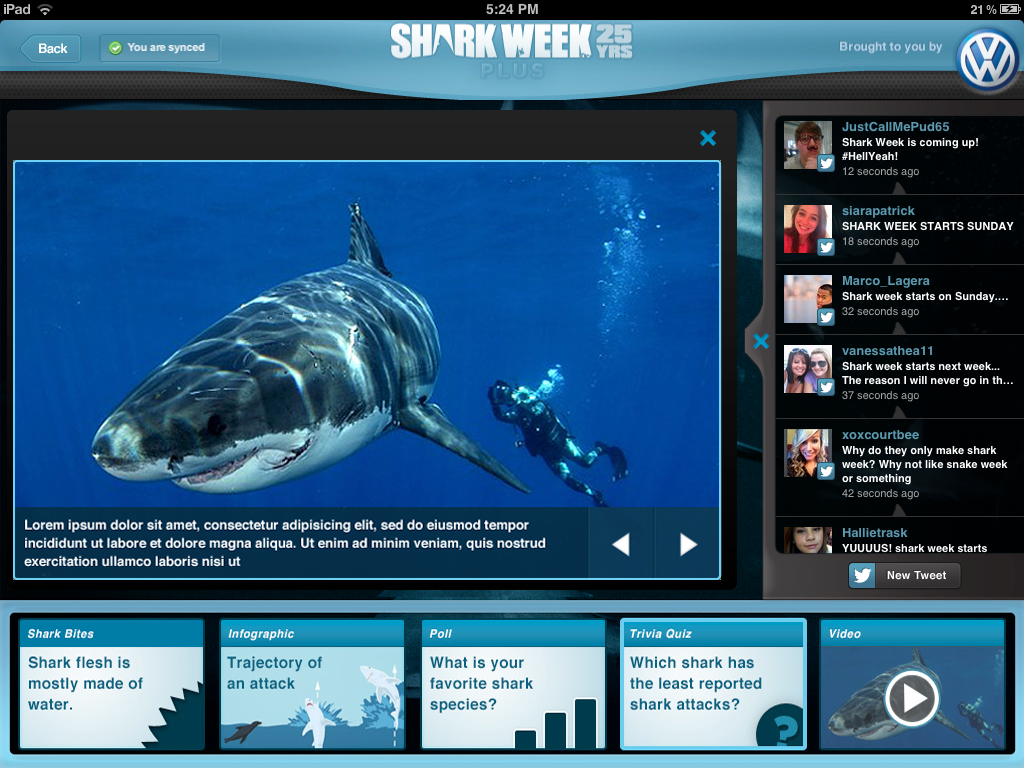 iPad
5:24 PM
21 %
Back
You are synced
SHARK WEEK 25 YRS
PLUS
Brought to you by
VW
JustCallMePud65
Shark Week is coming up!
#HellYeah!
12 seconds ago
siarapatrick
SHARK WEEK STARTS SUNDAY
18 seconds ago
Marco_Lagera
Shark week starts on Sunday....
32 seconds ago
vanessathea11
Shark week starts next week...
The reason I will never go in th...
37 seconds ago
xoxcourtbee
Why do they only make shark
week? Why not like snake week
or something
42 seconds ago
Hallietrask
YUUUUS! shark week starts
New Tweet
Lorem ipsum dolor sit amet, consectetur adipisicing elit, sed do eiusmod tempor
incididunt ut labore et dolore magna aliqua. Ut enim ad minim veniam, quis nostrud
exercitation ullamco laboris nisi ut
Shark Bites
Shark flesh is
mostly made of
water.
Infographic
Trajectory of
an attack
Poll
What is your
favorite shark
species?
Trivia Quiz
Which shark has
the least reported
shark attacks?
?
Video